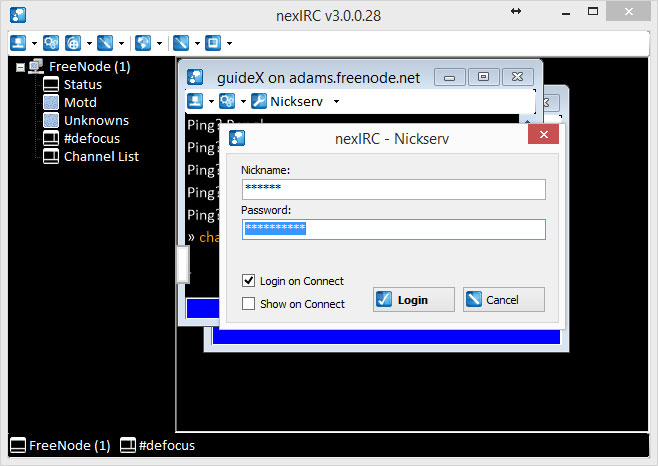 nexIRC v3.0.0.28
FreeNode (1)
Status
Motd
Unknowns
#defocus
Channel List
guideX on adams.freenode.net
Nickserv
Ping?
Ping?
Ping?
Ping?
Ping?
» cha
nexIRC - Nickserv
Nickname:
******
Password:
**********
Login on Connect
Show on Connect
Login
Cancel
FreeNode (1)
#defocus